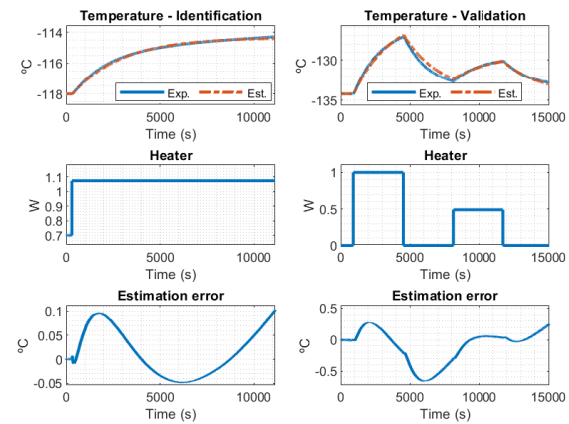 Temperature - Identification
-114
-116
-118
ºC
Exp.
Est.
0
5000
10000
Time (s)
Temperature - Validation
-130
-135
ºC
Exp.
Est.
0
5000
10000
15000
Time (s)
Heater
1.1
1
0.9
0.8
0.7
W
0
5000
10000
Time (s)
Heater
1
0.5
0
W
0
5000
10000
15000
Time (s)
Estimation error
0.1
0.05
0
-0.05
ºC
0
5000
10000
Time (s)
Estimation error
0.5
0
-0.5
ºC
0
5000
10000
15000
Time (s)